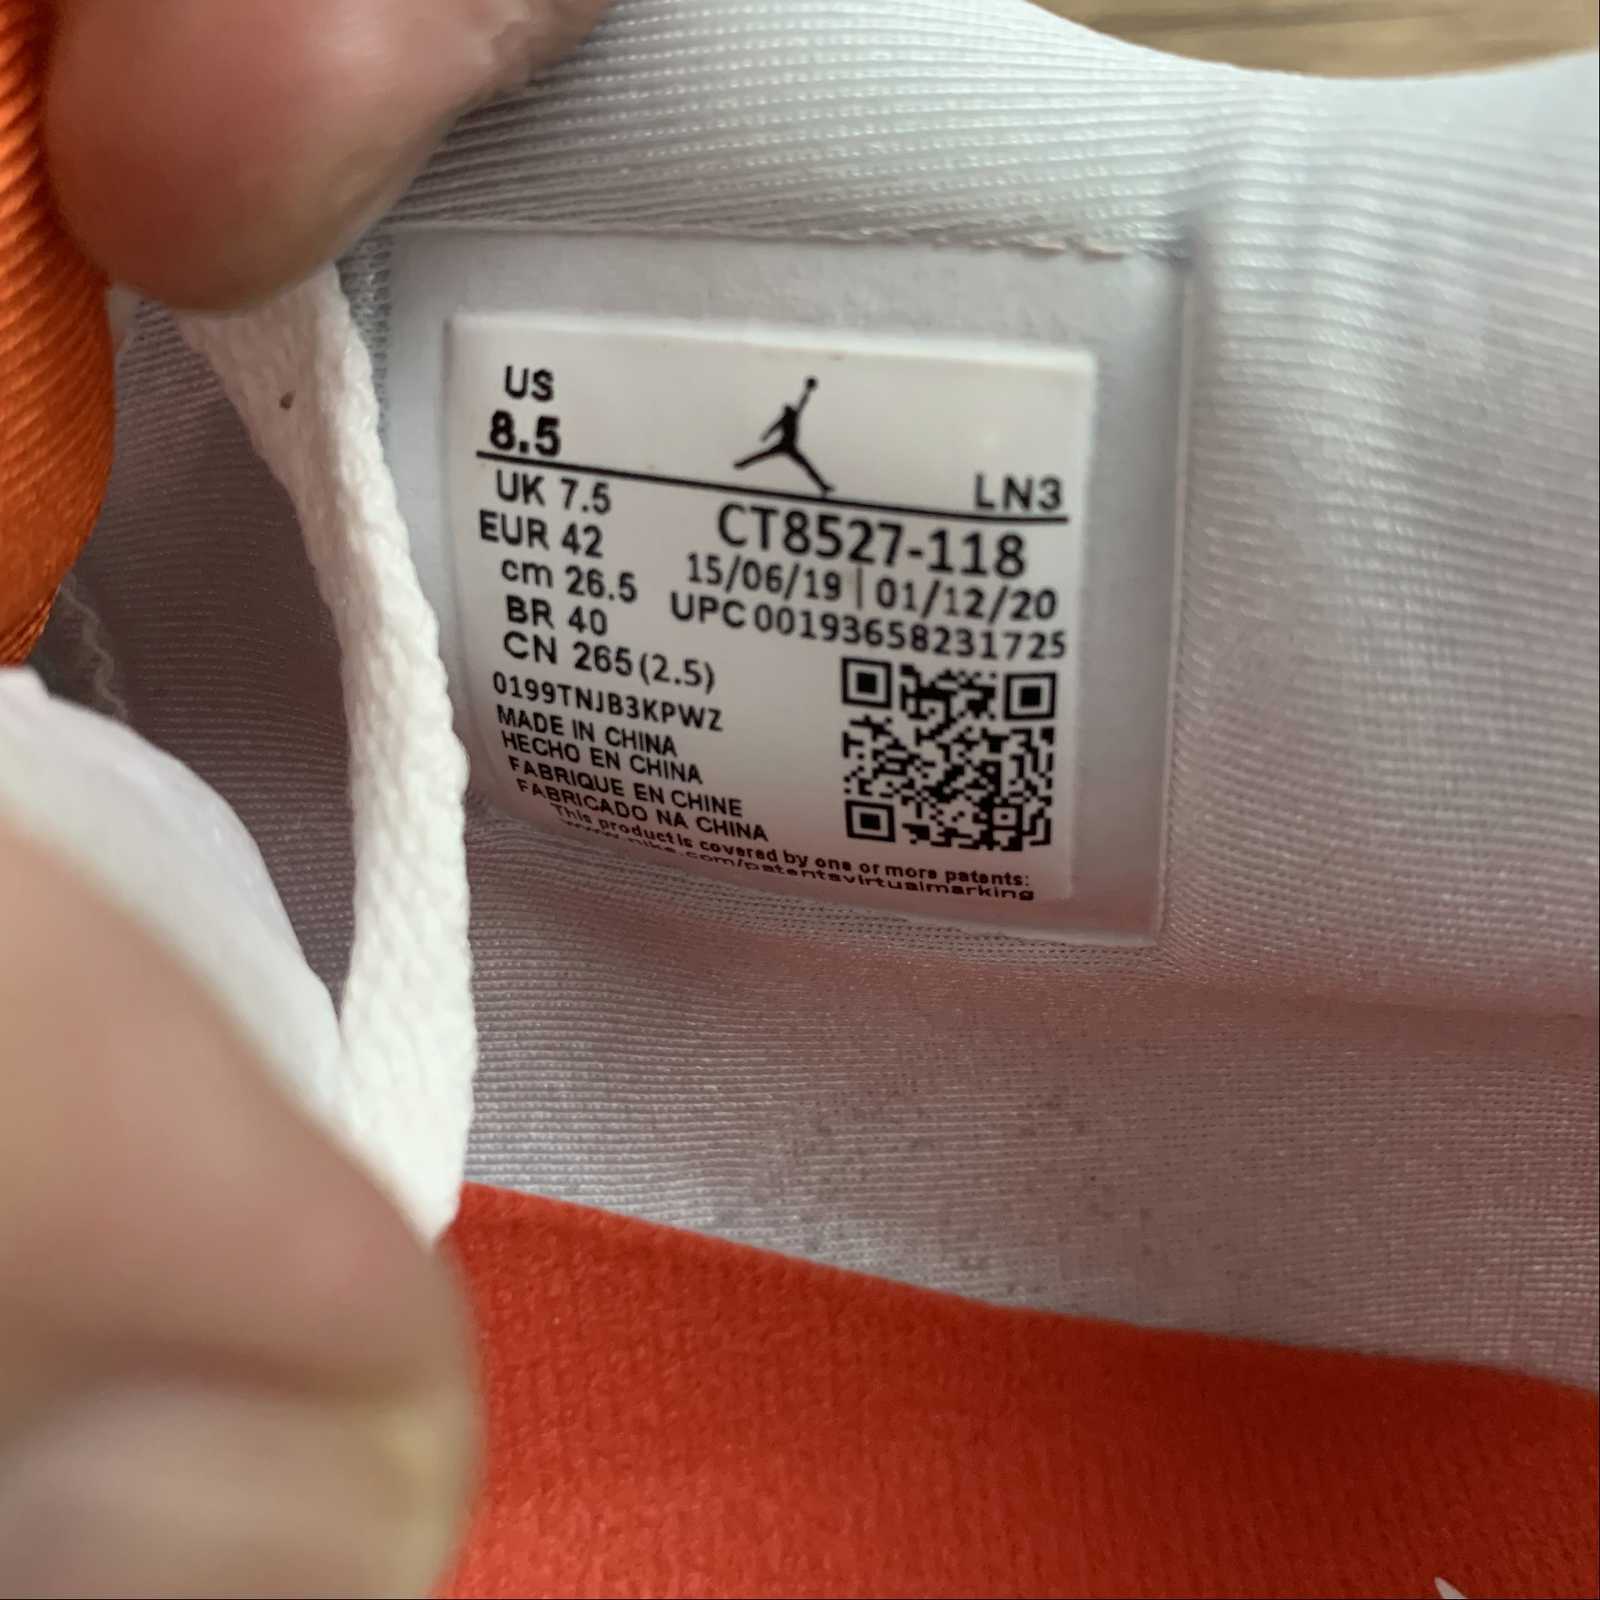 US
8.5
LN3
UK 7.5
EUR 42
cm 26.5
BR 40
CN 265(2.5)
CT8527-118
15/06/19 | 01/12/20
UPC00193658231725
0199TNJB3KPWZ
MADE IN CHINA
HECHO EN CHINA
FABRIQUE EN CHINE
FABRICADO NA CHINA
This product is covered by one or more patents:
www.nike.com/patentsvirtualmarking